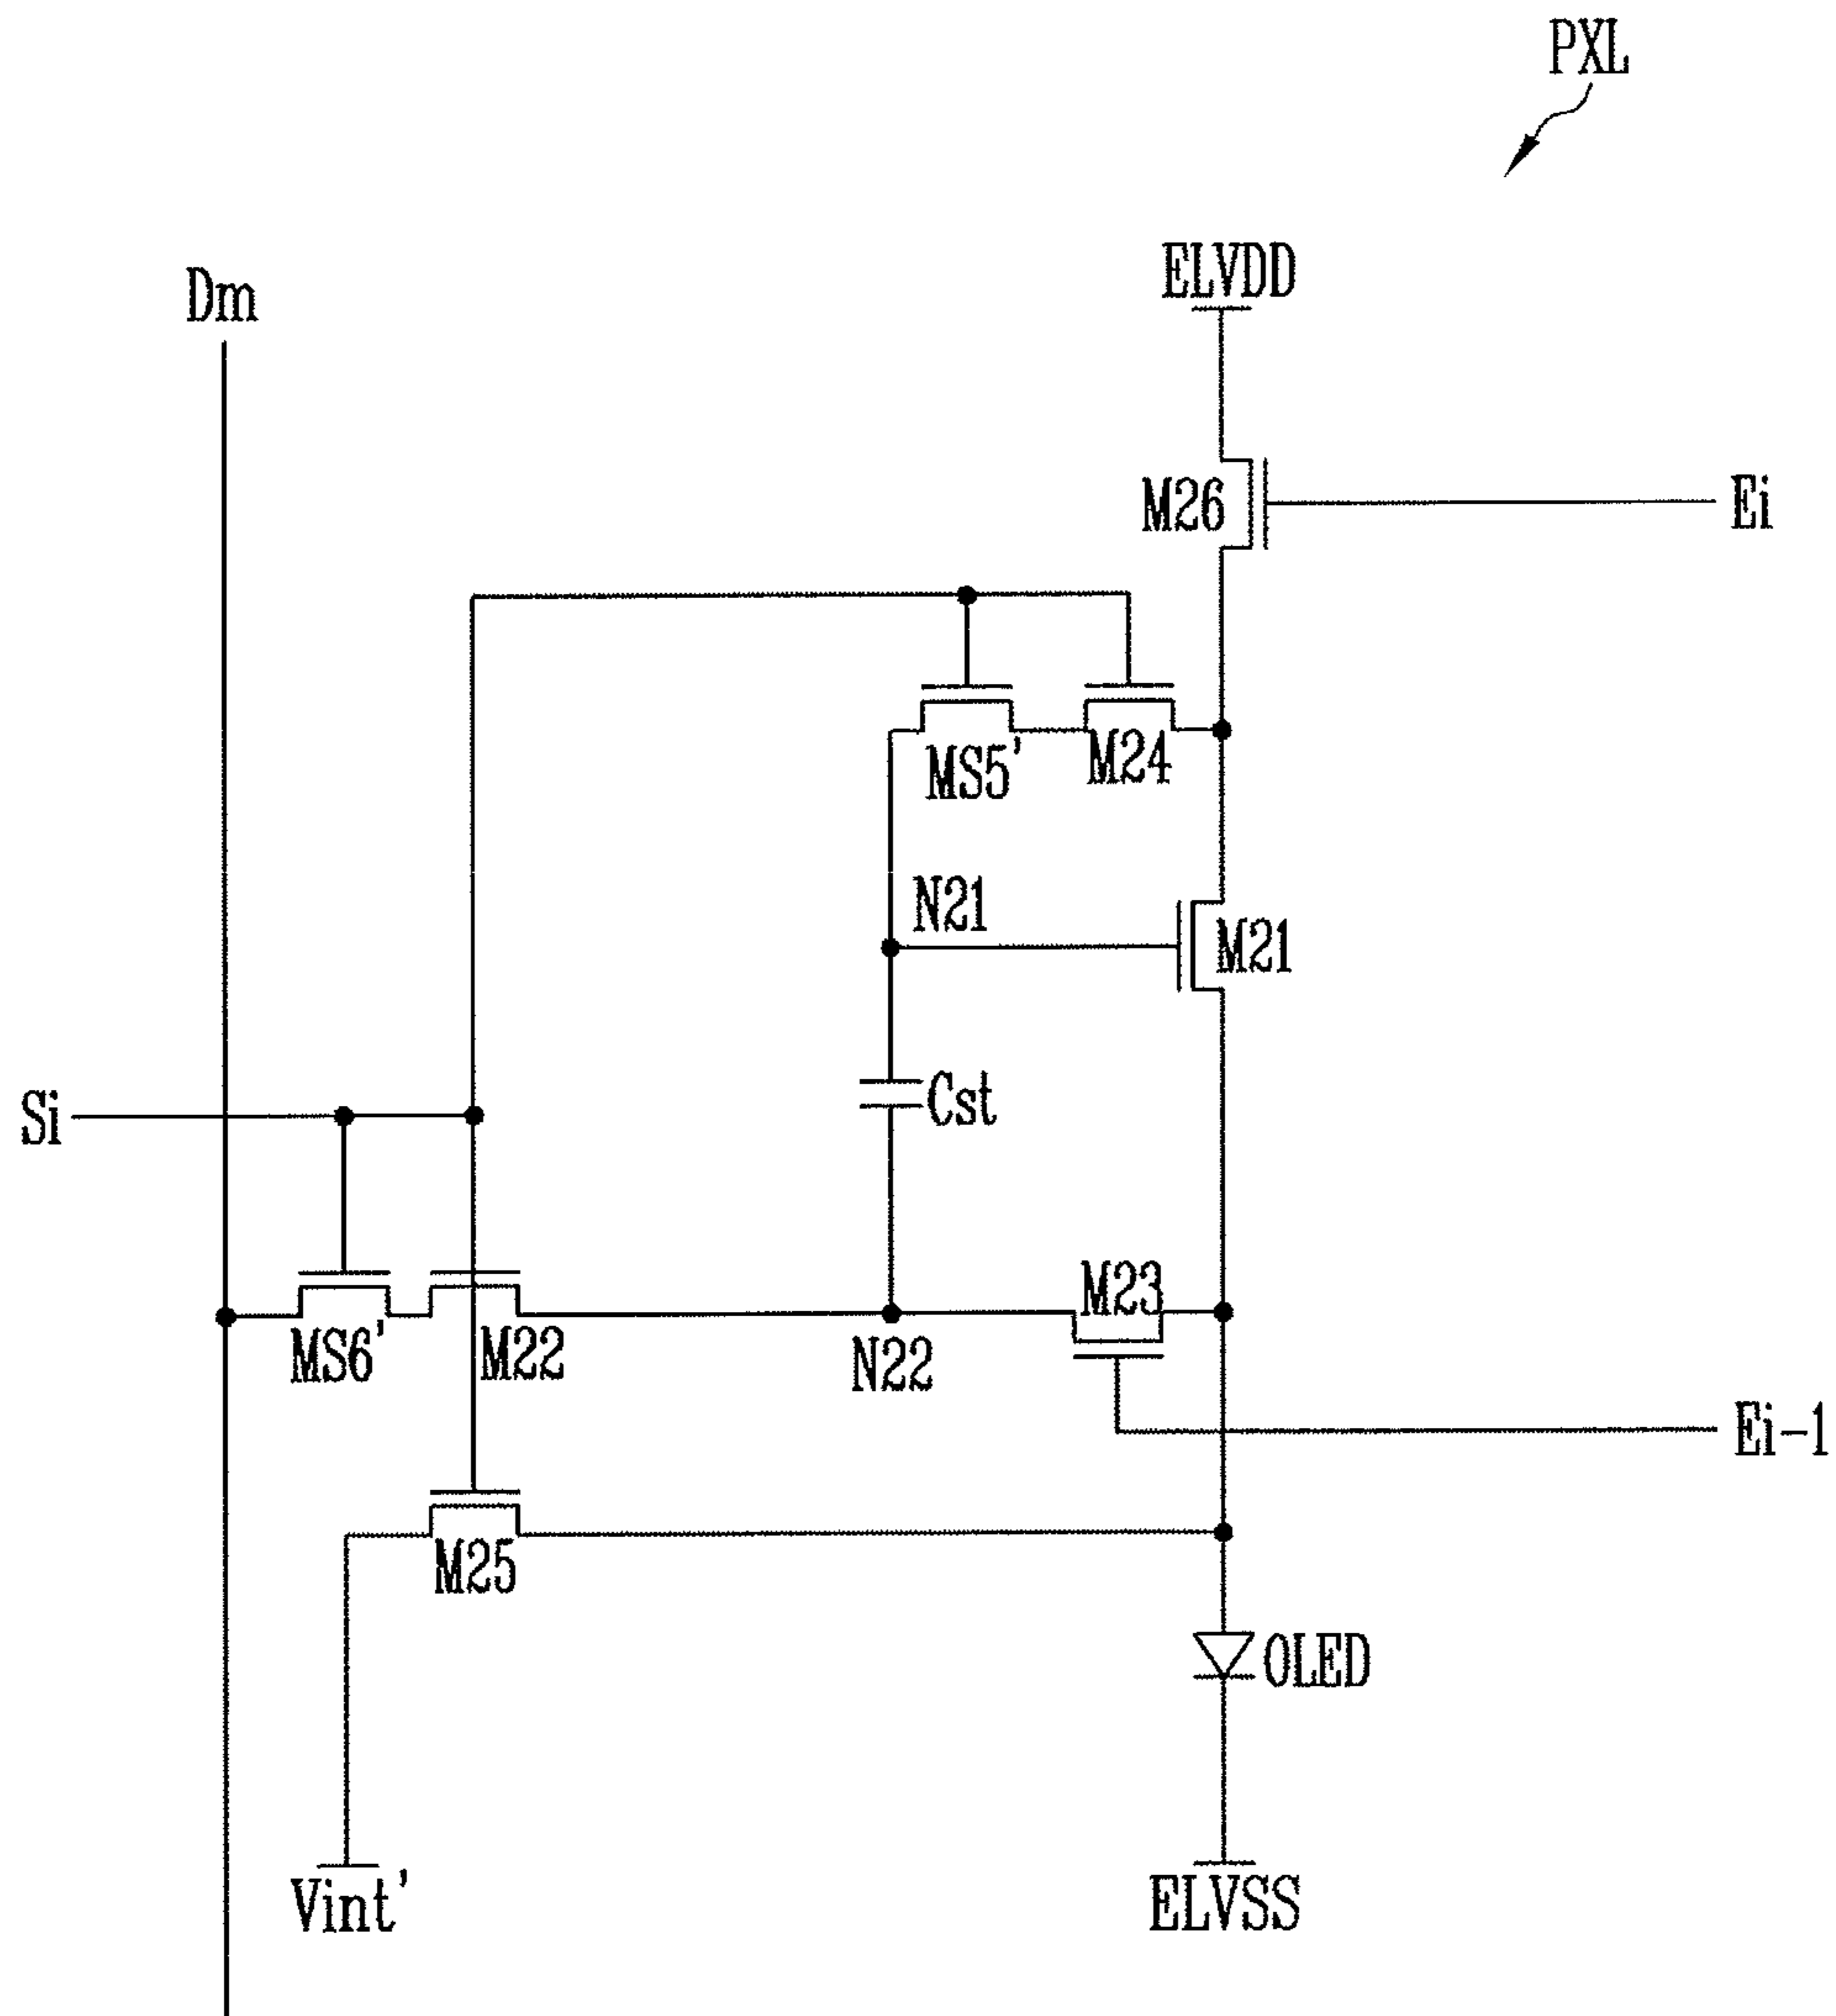 PXL
ELVDD
Dm
M26
Ei
MS5'
M24
N21
M21
Cst
Si
M23
MS6'
M22
N22
Ei-1
M25
OLED
Vint'
ELVSS